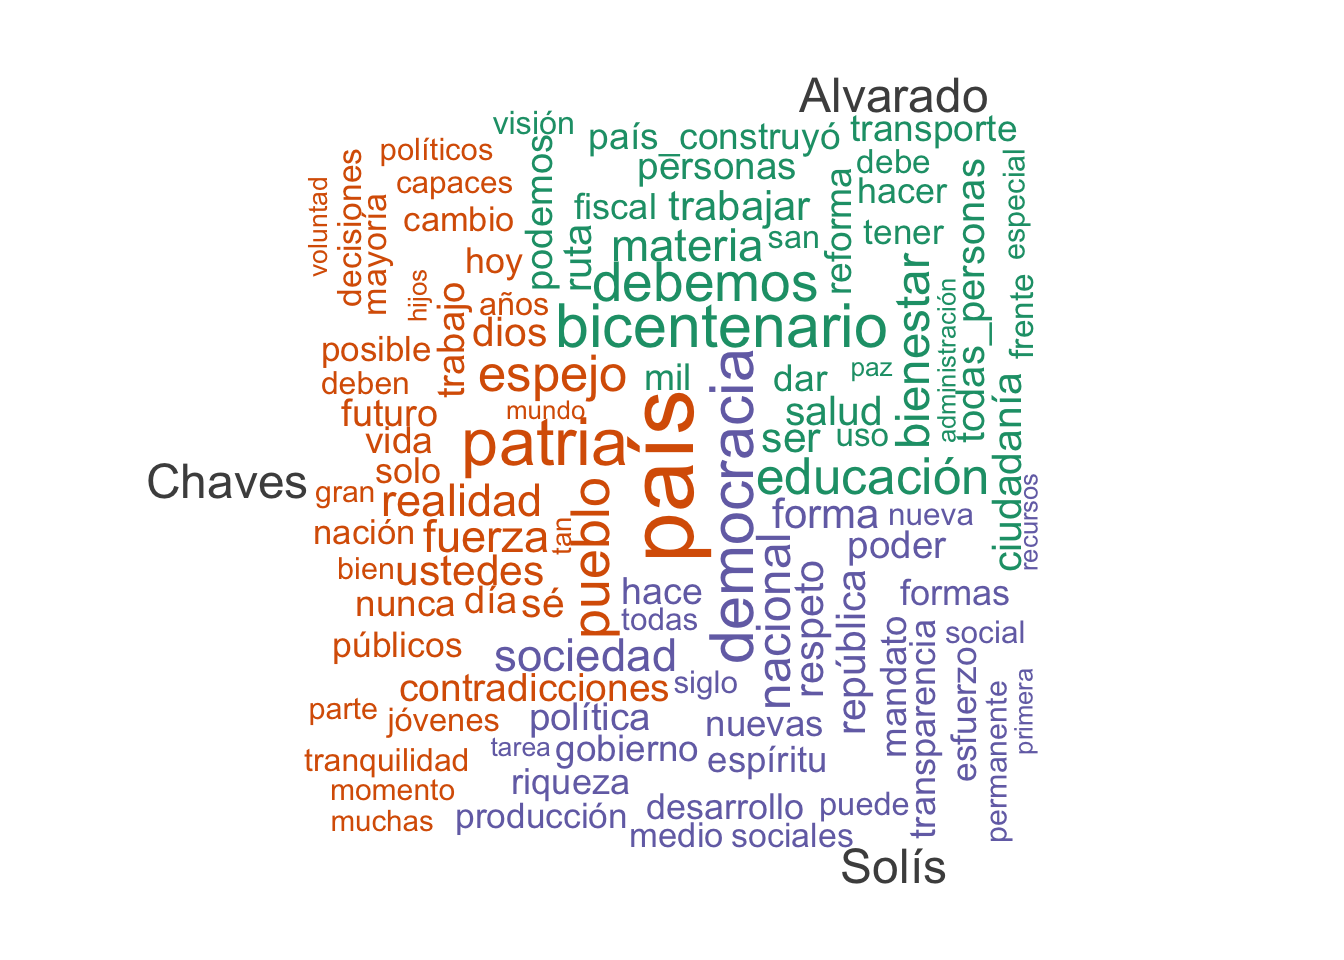 Alvarado
visión
país_construyó
transporte
políticos
podemos
personas
debe
especial
voluntad
decisiones
mayoría
capaces
cambio
fiscal
trabajar
reforma
hacer
todas_personas
hoy
ruta
materia
san
tener
hijos
trabajo
años
debemos
bienestar
administración
frente
dios
bicentenario
posible
deben
espejo
mil
democracia
dar
paz
futuro
mundo
país
salud
ciudadanía
vida
patria
ser
uso
Chaves
solo
educación
gran
realidad
pueblo
forma
nueva
recursos
nación
fuerza
tan
nacional
poder
bien
ustedes
respeto
república
nunca
día
sé
hace
formas
todas
mandato
transparencia
social
públicos
sociedad
esfuerzo
contradicciones
siglo
permanente
primera
parte
jóvenes
política
nuevas
tarea
gobierno
espíritu
tranquilidad
riqueza
momento
muchas
producción
desarrollo
puede
medio
sociales
Solís